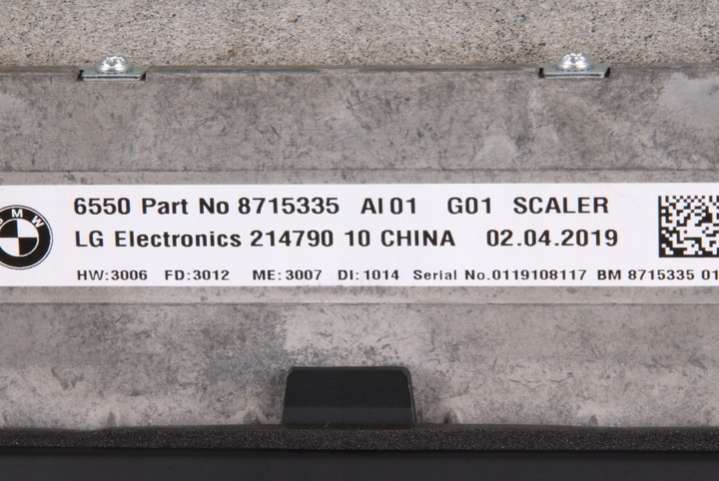 BMW
6550 Part No 8715335 AI 01 G01 SCALER
LG Electronics 214790 10 CHINA 02.04.2019
HW:3006 FD:3012 ME:3007 DI:1014 Serial No.0119108117 BM 8715335 01